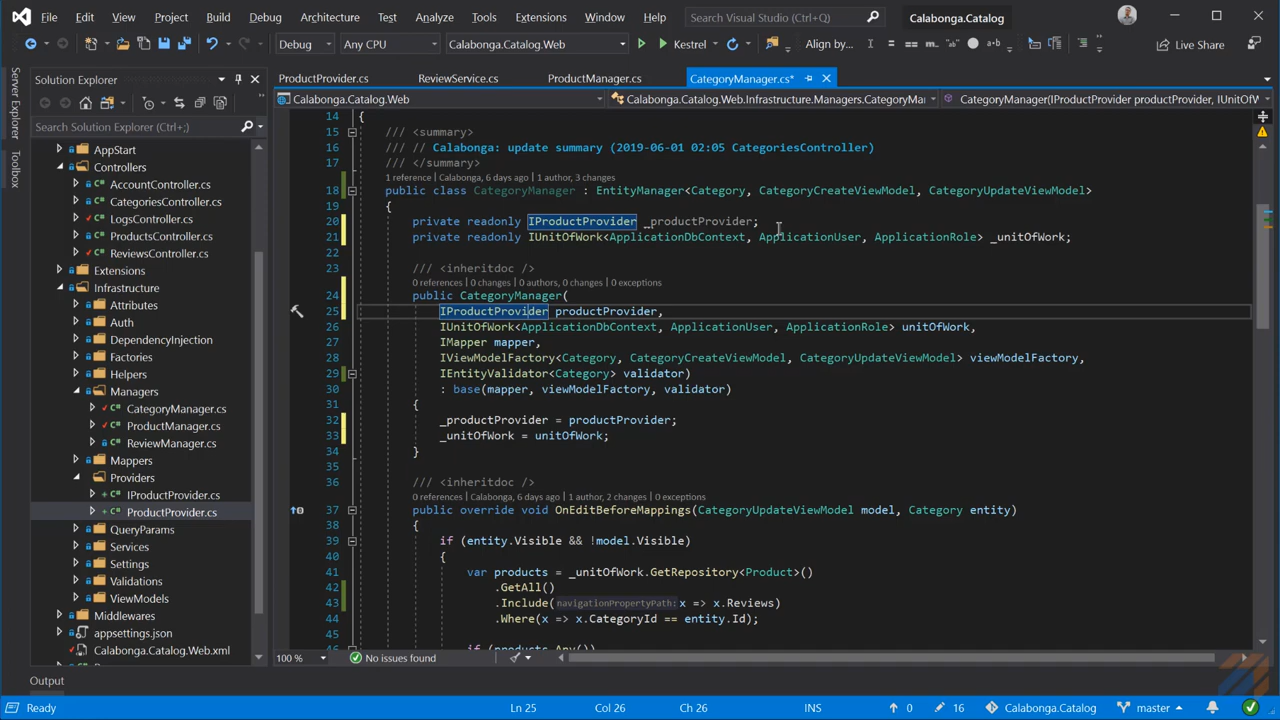 File Edit View Project Build Debug Architecture Test Analyze Tools Extensions Window Help Search Visual Studio (Ctrl+Q) Calabonga.Catalog
Debug Any CPU Calabonga.Catalog.Web Kestrel Align by... Live Share
Server Explorer
Toolbox
Solution Explorer
Search Solution Explorer (Ctrl+;)
AppStart
Controllers
AccountController.cs
CategoriesController.cs
LogsController.cs
ProductsController.cs
ReviewsController.cs
Extensions
Infrastructure
Attributes
Auth
DependencyInjection
Factories
Helpers
Managers
CategoryManager.cs
ProductManager.cs
ReviewManager.cs
Mappers
Providers
IProductProvider.cs
ProductProvider.cs
QueryParams
Services
Settings
Validations
ViewModels
Middlewares
appsettings.json
Calabonga.Catalog.Web.xml
ProductProvider.cs ReviewService.cs ProductManager.cs CategoryManager.cs*
Calabonga.Catalog.Web Calabonga.Catalog.Web.Infrastructure.Managers.CategoryMa CategoryManager(IProductProvider productProvider, IUnitOfW
14 {
15 /// <summary>
16 /// // Calabonga: update summary (2019-06-01 02:05 CategoriesController)
17 /// </summary>
1 reference | Calabonga, 6 days ago | 1 author, 3 changes
18 public class CategoryManager : EntityManager<Category, CategoryCreateViewModel, CategoryUpdateViewModel>
19 {
20 private readonly IProductProvider _productProvider;
21 private readonly IUnitOfWork<ApplicationDbContext, ApplicationUser, ApplicationRole> _unitOfWork;
22
23 /// <inheritdoc />
0 references | 0 authors, 0 changes | 0 exceptions
24 public CategoryManager(
25 IProductProvider productProvider,
26 IUnitOfWork<ApplicationDbContext, ApplicationUser, ApplicationRole> unitOfWork,
27 IMapper mapper,
28 IViewModelFactory<Category, CategoryCreateViewModel, CategoryUpdateViewModel> viewModelFactory,
29 IEntityValidator<Category> validator)
30 : base(mapper, viewModelFactory, validator)
31 {
32 _productProvider = productProvider;
33 _unitOfWork = unitOfWork;
34 }
35
36 /// <inheritdoc />
0 references | Calabonga, 6 days ago | 1 author, 2 changes | 0 exceptions
37 public override void OnEditBeforeMappings(CategoryUpdateViewModel model, Category entity)
38 {
39 if (entity.Visible && !model.Visible)
40 {
41 var products = _unitOfWork.GetRepository<Product>()
42 .GetAll()
43 .Include(navigationPropertyPath: x => x.Reviews)
44 .Where(x => x.CategoryId == entity.Id);
45
if (products.Any())
100 % No issues found
Output
Ready Ln 25 Col 26 Ch 26 INS 0 16 Calabonga.Catalog master